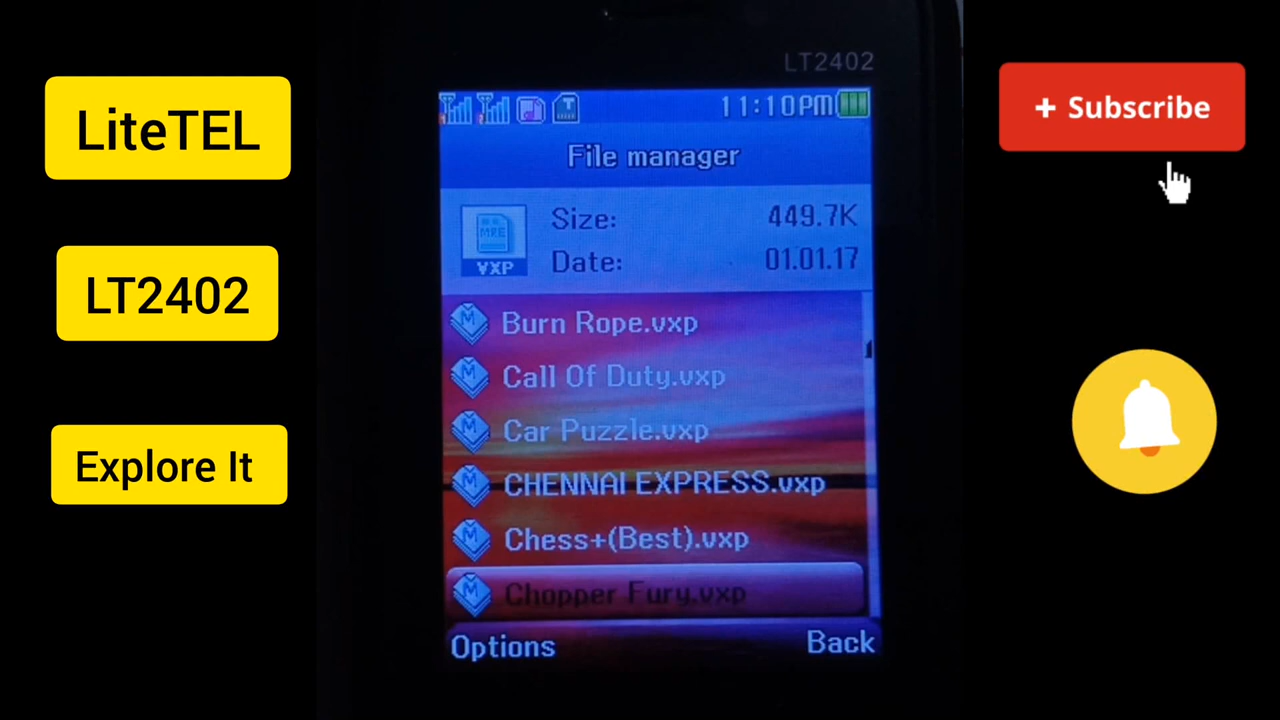 LiteTEL
LT2402
Explore It
LT2402
11:10PM
File manager
MRE
VXP
Size: 449.7K
Date: 01.01.17
Burn Rope.vxp
Call Of Duty.vxp
Car Puzzle.vxp
CHENNAI EXPRESS.vxp
Chess+(Best).vxp
Chopper Fury.vxp
Options Back
+ Subscribe